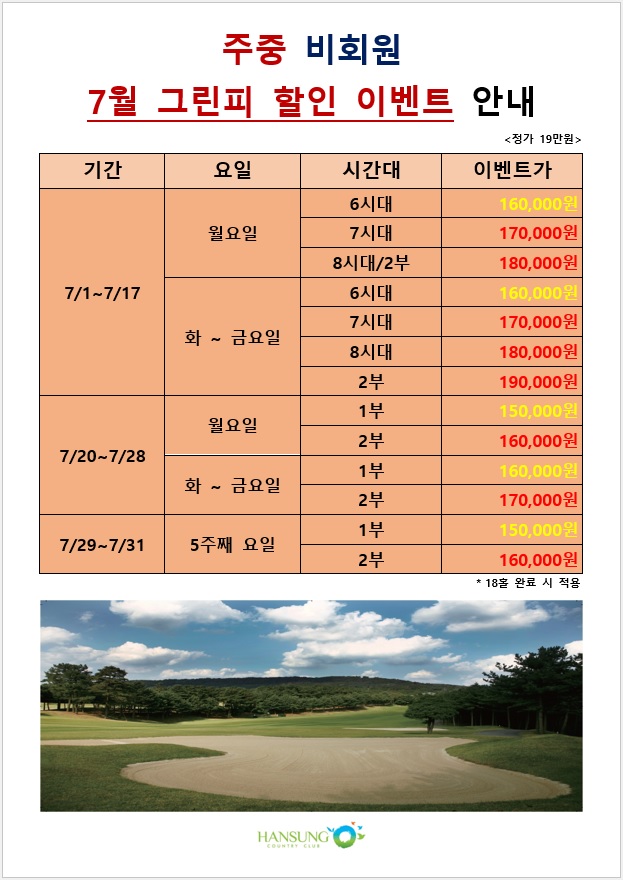 주중 비회원
7월 그린피 할인 이벤트 안내
<정가 19만원>
기간 요일 시간대 이벤트가
7/1~7/17 월요일 6시대 160,000원
7시대 170,000원
8시대/2부 180,000원
화 ~ 금요일 6시대 160,000원
7시대 170,000원
8시대 180,000원
2부 190,000원
7/20~7/28 월요일 1부 150,000원
2부 160,000원
화 ~ 금요일 1부 160,000원
2부 170,000원
7/29~7/31 5주째 요일 1부 150,000원
2부 160,000원
* 18홀 완료 시 적용
HANSUNG
COUNTRY CLUB